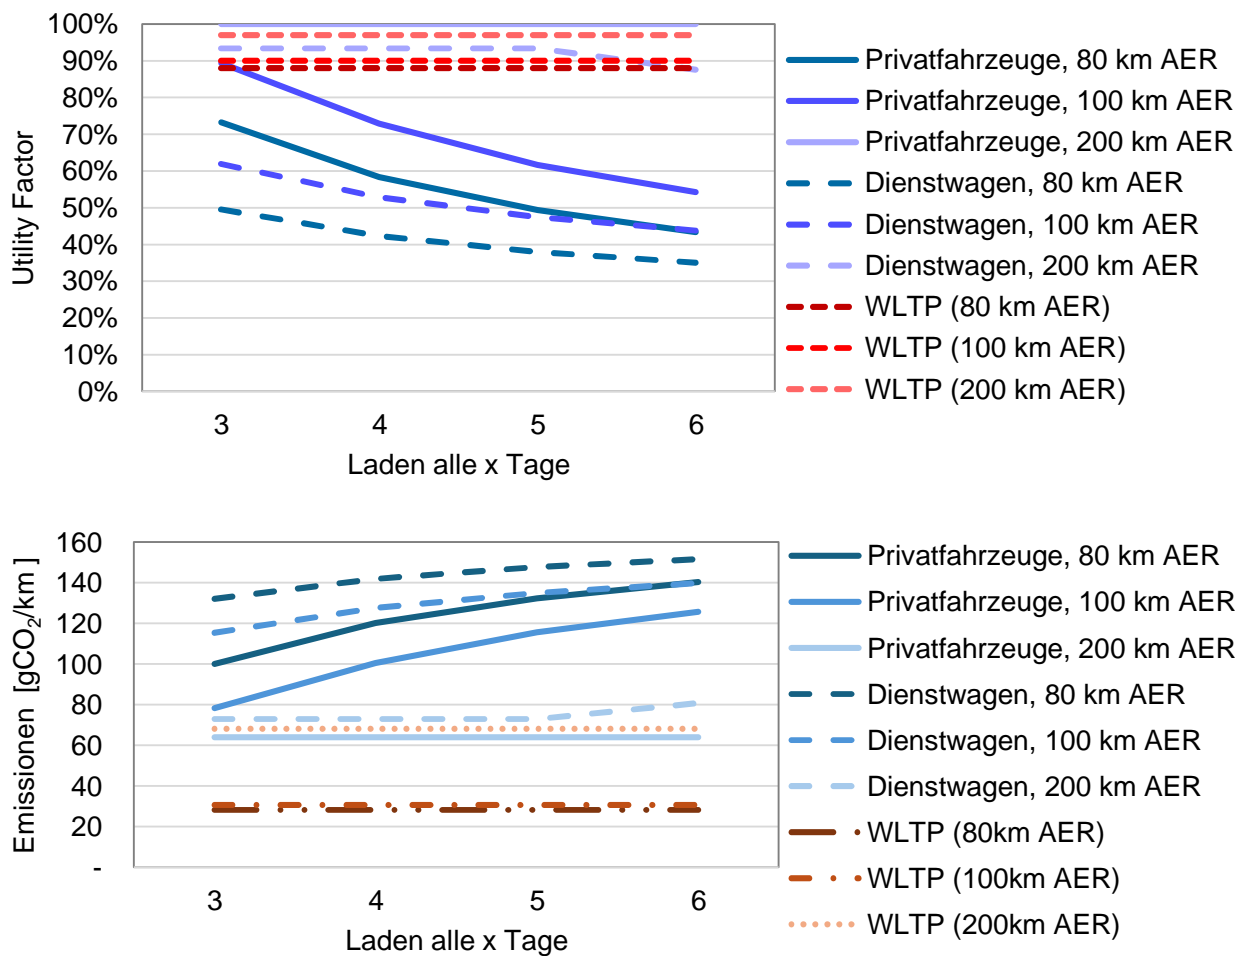 100%
90%
80%
70%
60%
50%
40%
30%
20%
10%
0%
Utility Factor
3 4 5 6
Laden alle x Tage
Privatfahrzeuge, 80 km AER
Privatfahrzeuge, 100 km AER
Privatfahrzeuge, 200 km AER
Dienstwagen, 80 km AER
Dienstwagen, 100 km AER
Dienstwagen, 200 km AER
WLTP (80 km AER)
WLTP (100 km AER)
WLTP (200 km AER)
160
140
120
100
80
60
40
20
-
Emissionen [gCO₂/km ]
3 4 5 6
Laden alle x Tage
Privatfahrzeuge, 80 km AER
Privatfahrzeuge, 100 km AER
Privatfahrzeuge, 200 km AER
Dienstwagen, 80 km AER
Dienstwagen, 100 km AER
Dienstwagen, 200 km AER
WLTP (80km AER)
WLTP (100km AER)
WLTP (200km AER)